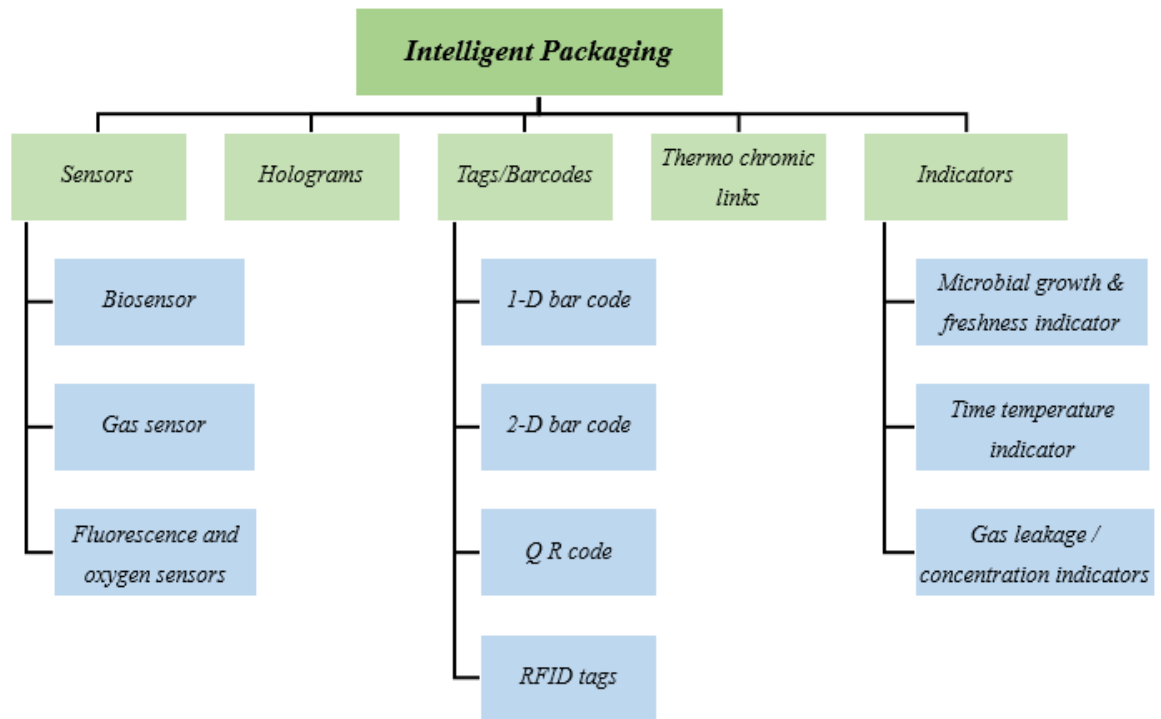 Intelligent Packaging
Sensors
Holograms
Tags/Barcodes
Thermo chromic
links
Indicators
Biosensor
Gas sensor
Fluorescence and
oxygen sensors
1-D bar code
2-D bar code
Q R code
RFID tags
Microbial growth &
freshness indicator
Time temperature
indicator
Gas leakage /
concentration indicators